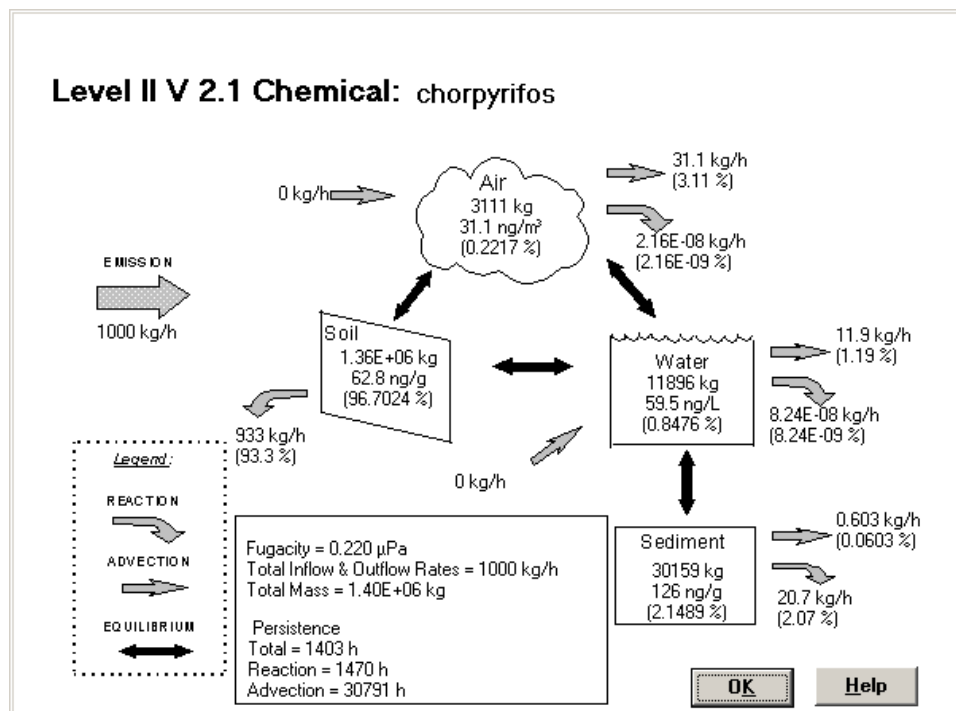 Level II V 2.1 Chemical: chorpyrifos
0 kg/h
Air
3111 kg
31.1 ng/m³
(0.2217 %)
31.1 kg/h
(3.11 %)
2.16E-08 kg/h
(2.16E-09 %)
EMISSION
1000 kg/h
Soil
1.36E+06 kg
62.8 ng/g
(96.7024 %)
933 kg/h
(93.3 %)
Water
11896 kg
59.5 ng/L
(0.8476 %)
11.9 kg/h
(1.19 %)
8.24E-08 kg/h
(8.24E-09 %)
0 kg/h
Legend:
REACTION
ADVECTION
EQUILIBRIUM
Fugacity = 0.220 µPa
Total Inflow & Outflow Rates = 1000 kg/h
Total Mass = 1.40E+06 kg
Persistence
Total = 1403 h
Reaction = 1470 h
Advection = 30791 h
Sediment
30159 kg
126 ng/g
(2.1489 %)
0.603 kg/h
(0.0603 %)
20.7 kg/h
(2.07 %)
OK
Help